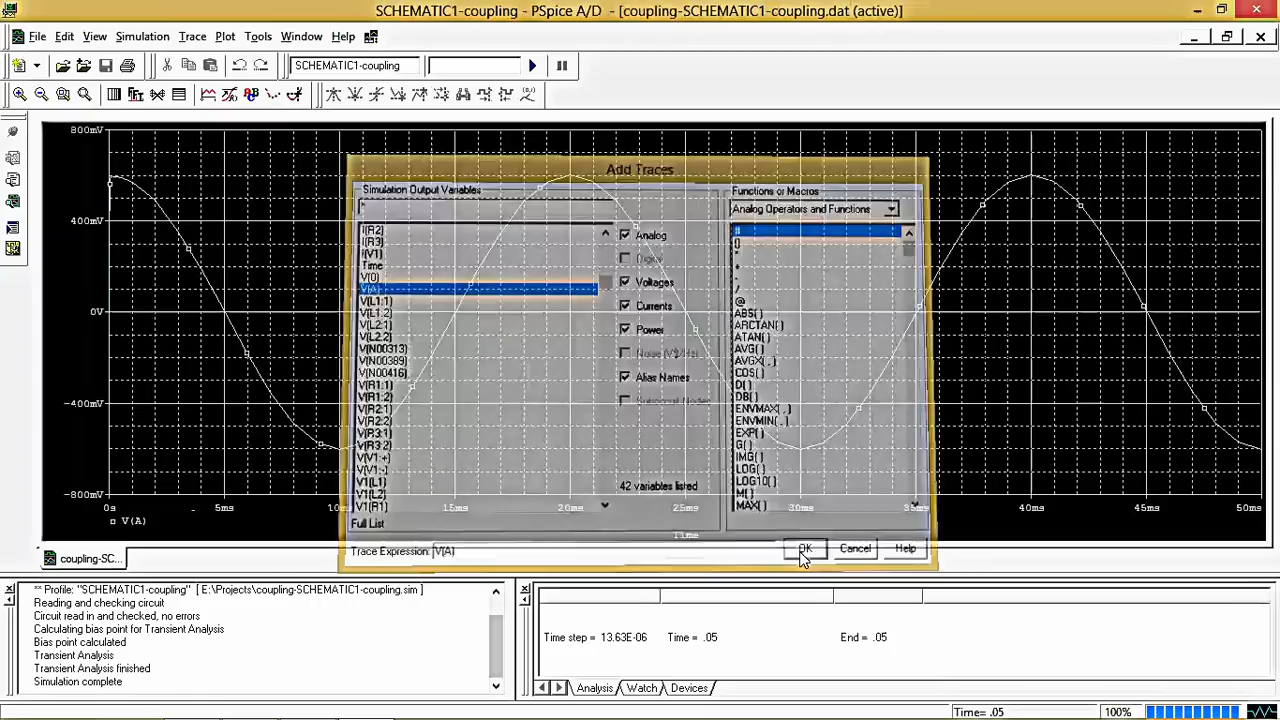 SCHEMATIC1-coupling - PSpice A/D - [coupling-SCHEMATIC1-coupling.dat (active)]
File Edit View Simulation Trace Plot Tools Window Help
SCHEMATIC1-coupling
800mV
400mV
0V
-400mV
-800mV
0s 5ms 10ms 15ms 20ms 25ms 30ms 35ms 40ms 45ms 50ms
V(A)
Time
Add Traces
Simulation Output Variables
*
I(R2)
I(R3)
I(V1)
Time
V(0)
V(A)
V(L1:1)
V(L1:2)
V(L2:1)
V(L2:2)
V(N00313)
V(N00389)
V(N00416)
V(R1:1)
V(R1:2)
V(R2:1)
V(R2:2)
V(R3:1)
V(R3:2)
V(V1:+)
V(V1:-)
V1(L1)
V1(L2)
V1(R1)
Full List
Analog
Digital
Voltages
Currents
Power
Noise (V²/Hz)
Alias Names
Subcircuit Nodes
42 variables listed
Functions or Macros
Analog Operators and Functions
#
()
*
+
-
/
@
ABS()
ARCTAN()
ATAN()
AVG()
AVGX(,)
COS()
D()
DB()
ENVMAX(,)
ENVMIN(,)
EXP()
G()
IMG()
LOG()
LOG10()
M()
MAX()
Trace Expression: V(A)
OK Cancel Help
coupling-SC...
** Profile: "SCHEMATIC1-coupling" [ E:\Projects\coupling-SCHEMATIC1-coupling.sim ]
Reading and checking circuit
Circuit read in and checked, no errors
Calculating bias point for Transient Analysis
Bias point calculated
Transient Analysis
Transient Analysis finished
Simulation complete
Time step = 13.63E-06 Time = .05 End = .05
Analysis Watch Devices
Time= .05 100%